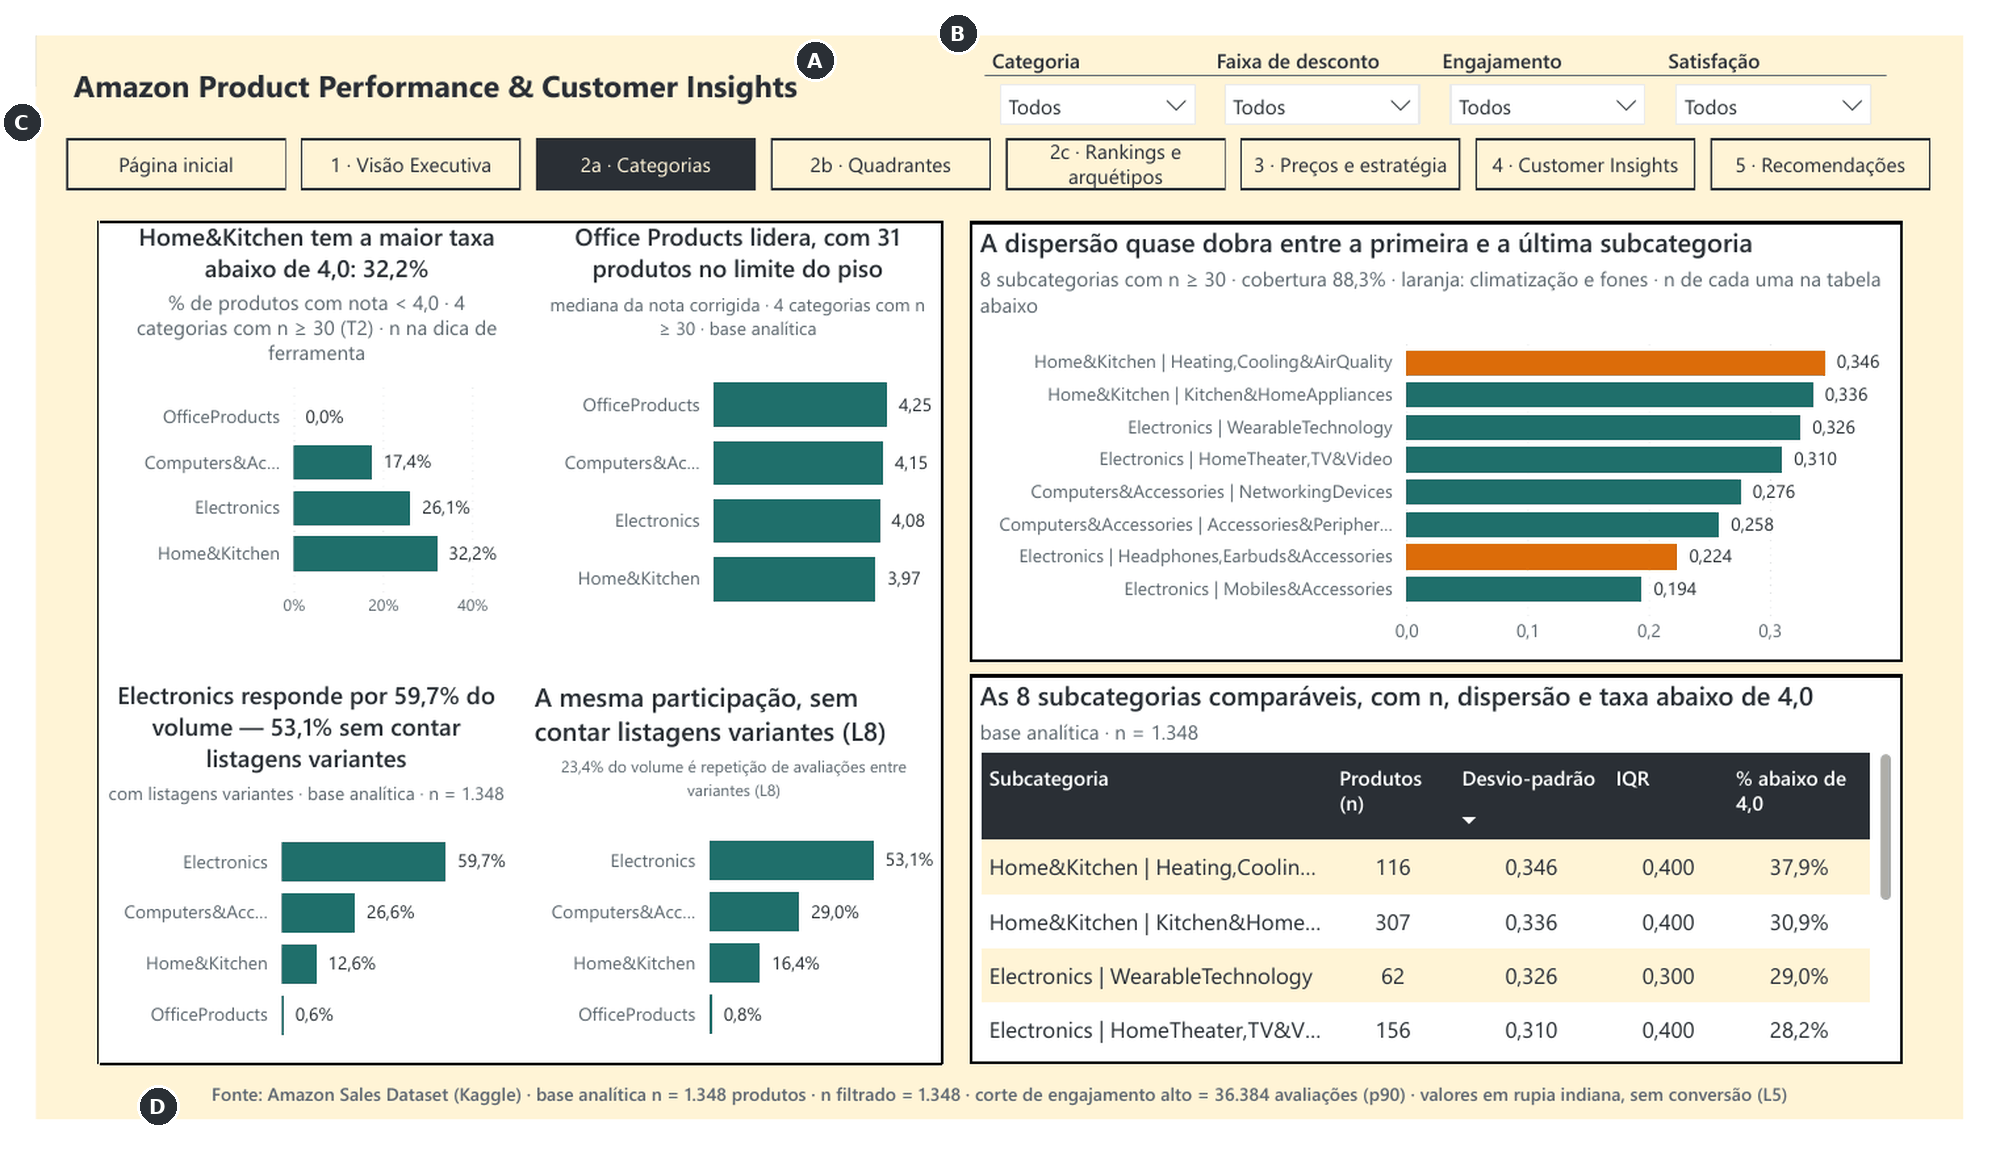 A
B
C
Amazon Product Performance & Customer Insights
Categoria
Faixa de desconto
Engajamento
Satisfação
Todos
Todos
Todos
Todos
Página inicial
1 · Visão Executiva
2a · Categorias
2b · Quadrantes
2c · Rankings e
arquétipos
3 · Preços e estratégia
4 · Customer Insights
5 · Recomendações
Home&Kitchen tem a maior taxa
abaixo de 4,0: 32,2%
% de produtos com nota < 4,0 · 4
categorias com n ≥ 30 (T2) · n na dica de
ferramenta
OfficeProducts 0,0%
Computers&Ac... 17,4%
Electronics 26,1%
Home&Kitchen 32,2%
0% 20% 40%
Office Products lidera, com 31
produtos no limite do piso
mediana da nota corrigida · 4 categorias com n
≥ 30 · base analítica
OfficeProducts 4,25
Computers&Ac... 4,15
Electronics 4,08
Home&Kitchen 3,97
Electronics responde por 59,7% do
volume — 53,1% sem contar
listagens variantes
com listagens variantes · base analítica · n = 1.348
Electronics 59,7%
Computers&Acc... 26,6%
Home&Kitchen 12,6%
OfficeProducts 0,6%
A mesma participação, sem
contar listagens variantes (L8)
23,4% do volume é repetição de avaliações entre
variantes (L8)
Electronics 53,1%
Computers&Acc... 29,0%
Home&Kitchen 16,4%
OfficeProducts 0,8%
A dispersão quase dobra entre a primeira e a última subcategoria
8 subcategorias com n ≥ 30 · cobertura 88,3% · laranja: climatização e fones · n de cada uma na tabela
abaixo
Home&Kitchen | Heating,Cooling&AirQuality 0,346
Home&Kitchen | Kitchen&HomeAppliances 0,336
Electronics | WearableTechnology 0,326
Electronics | HomeTheater,TV&Video 0,310
Computers&Accessories | NetworkingDevices 0,276
Computers&Accessories | Accessories&Peripher... 0,258
Electronics | Headphones,Earbuds&Accessories 0,224
Electronics | Mobiles&Accessories 0,194
0,0 0,1 0,2 0,3
As 8 subcategorias comparáveis, com n, dispersão e taxa abaixo de 4,0
base analítica · n = 1.348
Subcategoria Produtos Desvio-padrão IQR % abaixo de
(n) 4,0
Home&Kitchen | Heating,Coolin... 116 0,346 0,400 37,9%
Home&Kitchen | Kitchen&Home... 307 0,336 0,400 30,9%
Electronics | WearableTechnology 62 0,326 0,300 29,0%
Electronics | HomeTheater,TV&V... 156 0,310 0,400 28,2%
D
Fonte: Amazon Sales Dataset (Kaggle) · base analítica n = 1.348 produtos · n filtrado = 1.348 · corte de engajamento alto = 36.384 avaliações (p90) · valores em rupia indiana, sem conversão (L5)